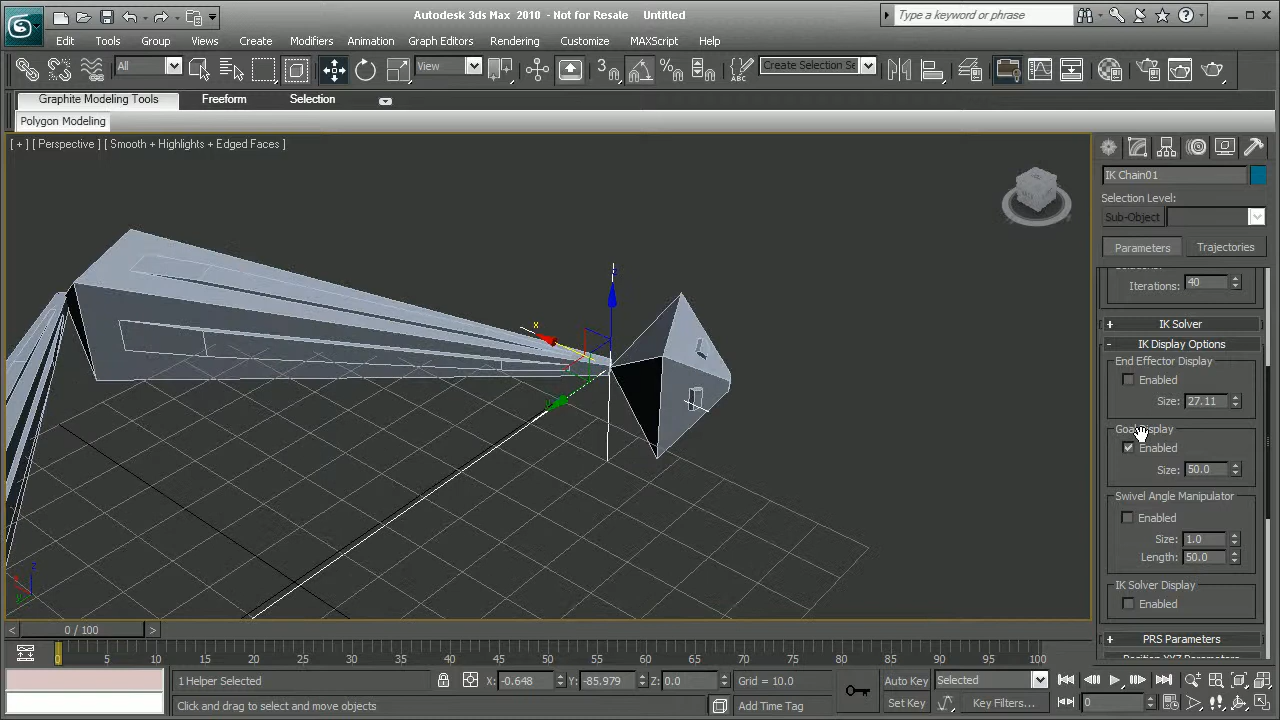 Autodesk 3ds Max 2010 - Not for Resale Untitled
Type a keyword or phrase
Edit Tools Group Views Create Modifiers Animation Graph Editors Rendering Customize MAXScript Help
All
View
Create Selection Se
Graphite Modeling Tools Freeform Selection
Polygon Modeling
[ + ] [ Perspective ] [ Smooth + Highlights + Edged Faces ]
IK Chain01
Selection Level:
Sub-Object
Parameters Trajectories
Iterations: 40
+ IK Solver
- IK Display Options
End Effector Display
Enabled
Size: 27.11
Goal Display
Enabled
Size: 50.0
Swivel Angle Manipulator
Enabled
Size: 1.0
Length: 50.0
IK Solver Display
Enabled
+ PRS Parameters
x
z
z
< 0 / 100 >
0 5 10 15 20 25 30 35 40 45 50 55 60 65 70 75 80 85 90 95 100
1 Helper Selected X: -0.648 Y: -85.979 Z: 0.0 Grid = 10.0 Auto Key Selected
Click and drag to select and move objects Add Time Tag Set Key Key Filters... 0